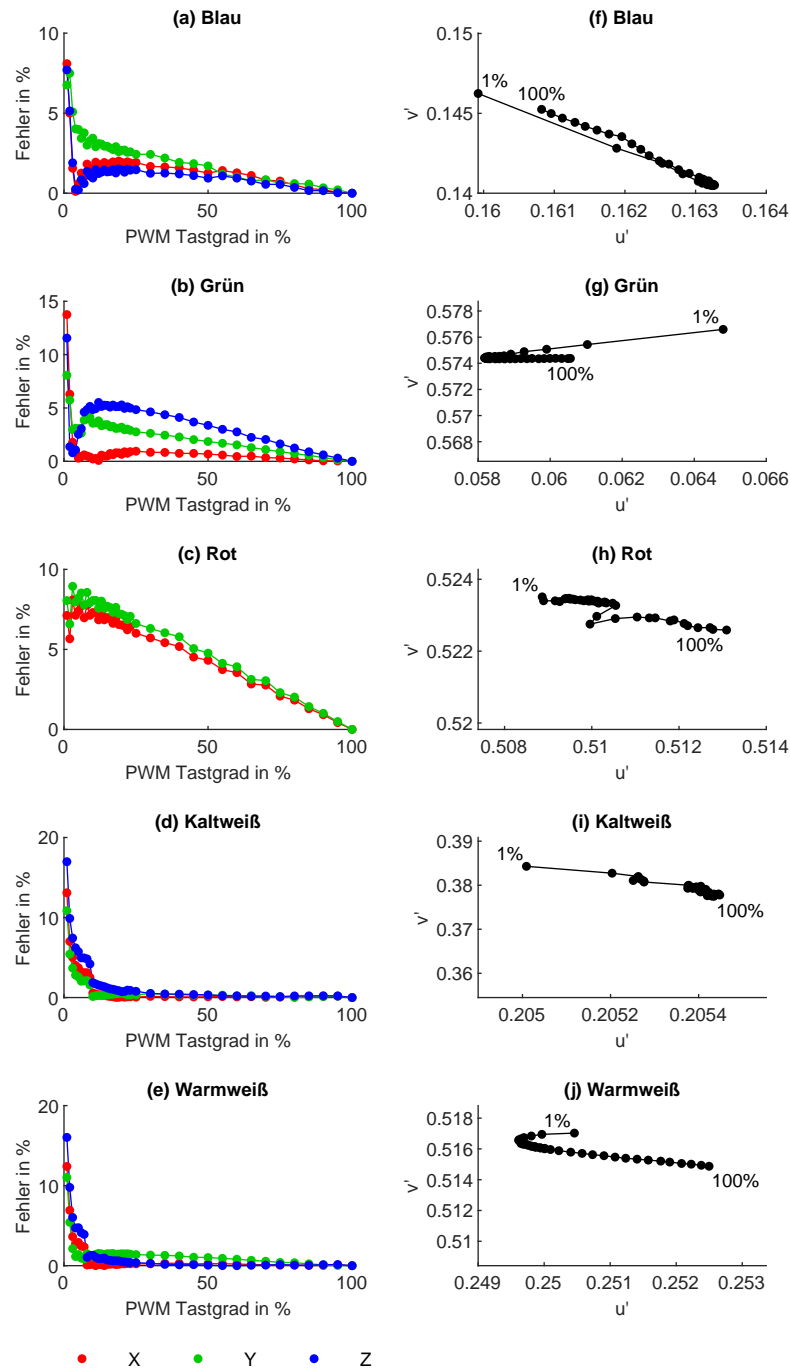 (a) Blau
10
5
0
Fehler in %
0
50
100
PWM Tastgrad in %
(f) Blau
0.15
0.145
0.14
v'
1%
100%
0.16
0.161
0.162
0.163
0.164
u'
(b) Grün
15
10
5
0
Fehler in %
0
50
100
PWM Tastgrad in %
(g) Grün
0.578
0.576
0.574
0.572
0.57
0.568
v'
1%
100%
0.058
0.06
0.062
0.064
0.066
u'
(c) Rot
10
5
0
Fehler in %
0
50
100
PWM Tastgrad in %
(h) Rot
0.524
0.522
0.52
v'
1%
100%
0.508
0.51
0.512
0.514
u'
(d) Kaltweiß
20
10
0
Fehler in %
0
50
100
PWM Tastgrad in %
(i) Kaltweiß
0.39
0.38
0.37
0.36
v'
1%
100%
0.205
0.2052
0.2054
u'
(e) Warmweiß
20
10
0
Fehler in %
0
50
100
PWM Tastgrad in %
(j) Warmweiß
0.518
0.516
0.514
0.512
0.51
v'
1%
100%
0.249
0.25
0.251
0.252
0.253
u'
X Y Z